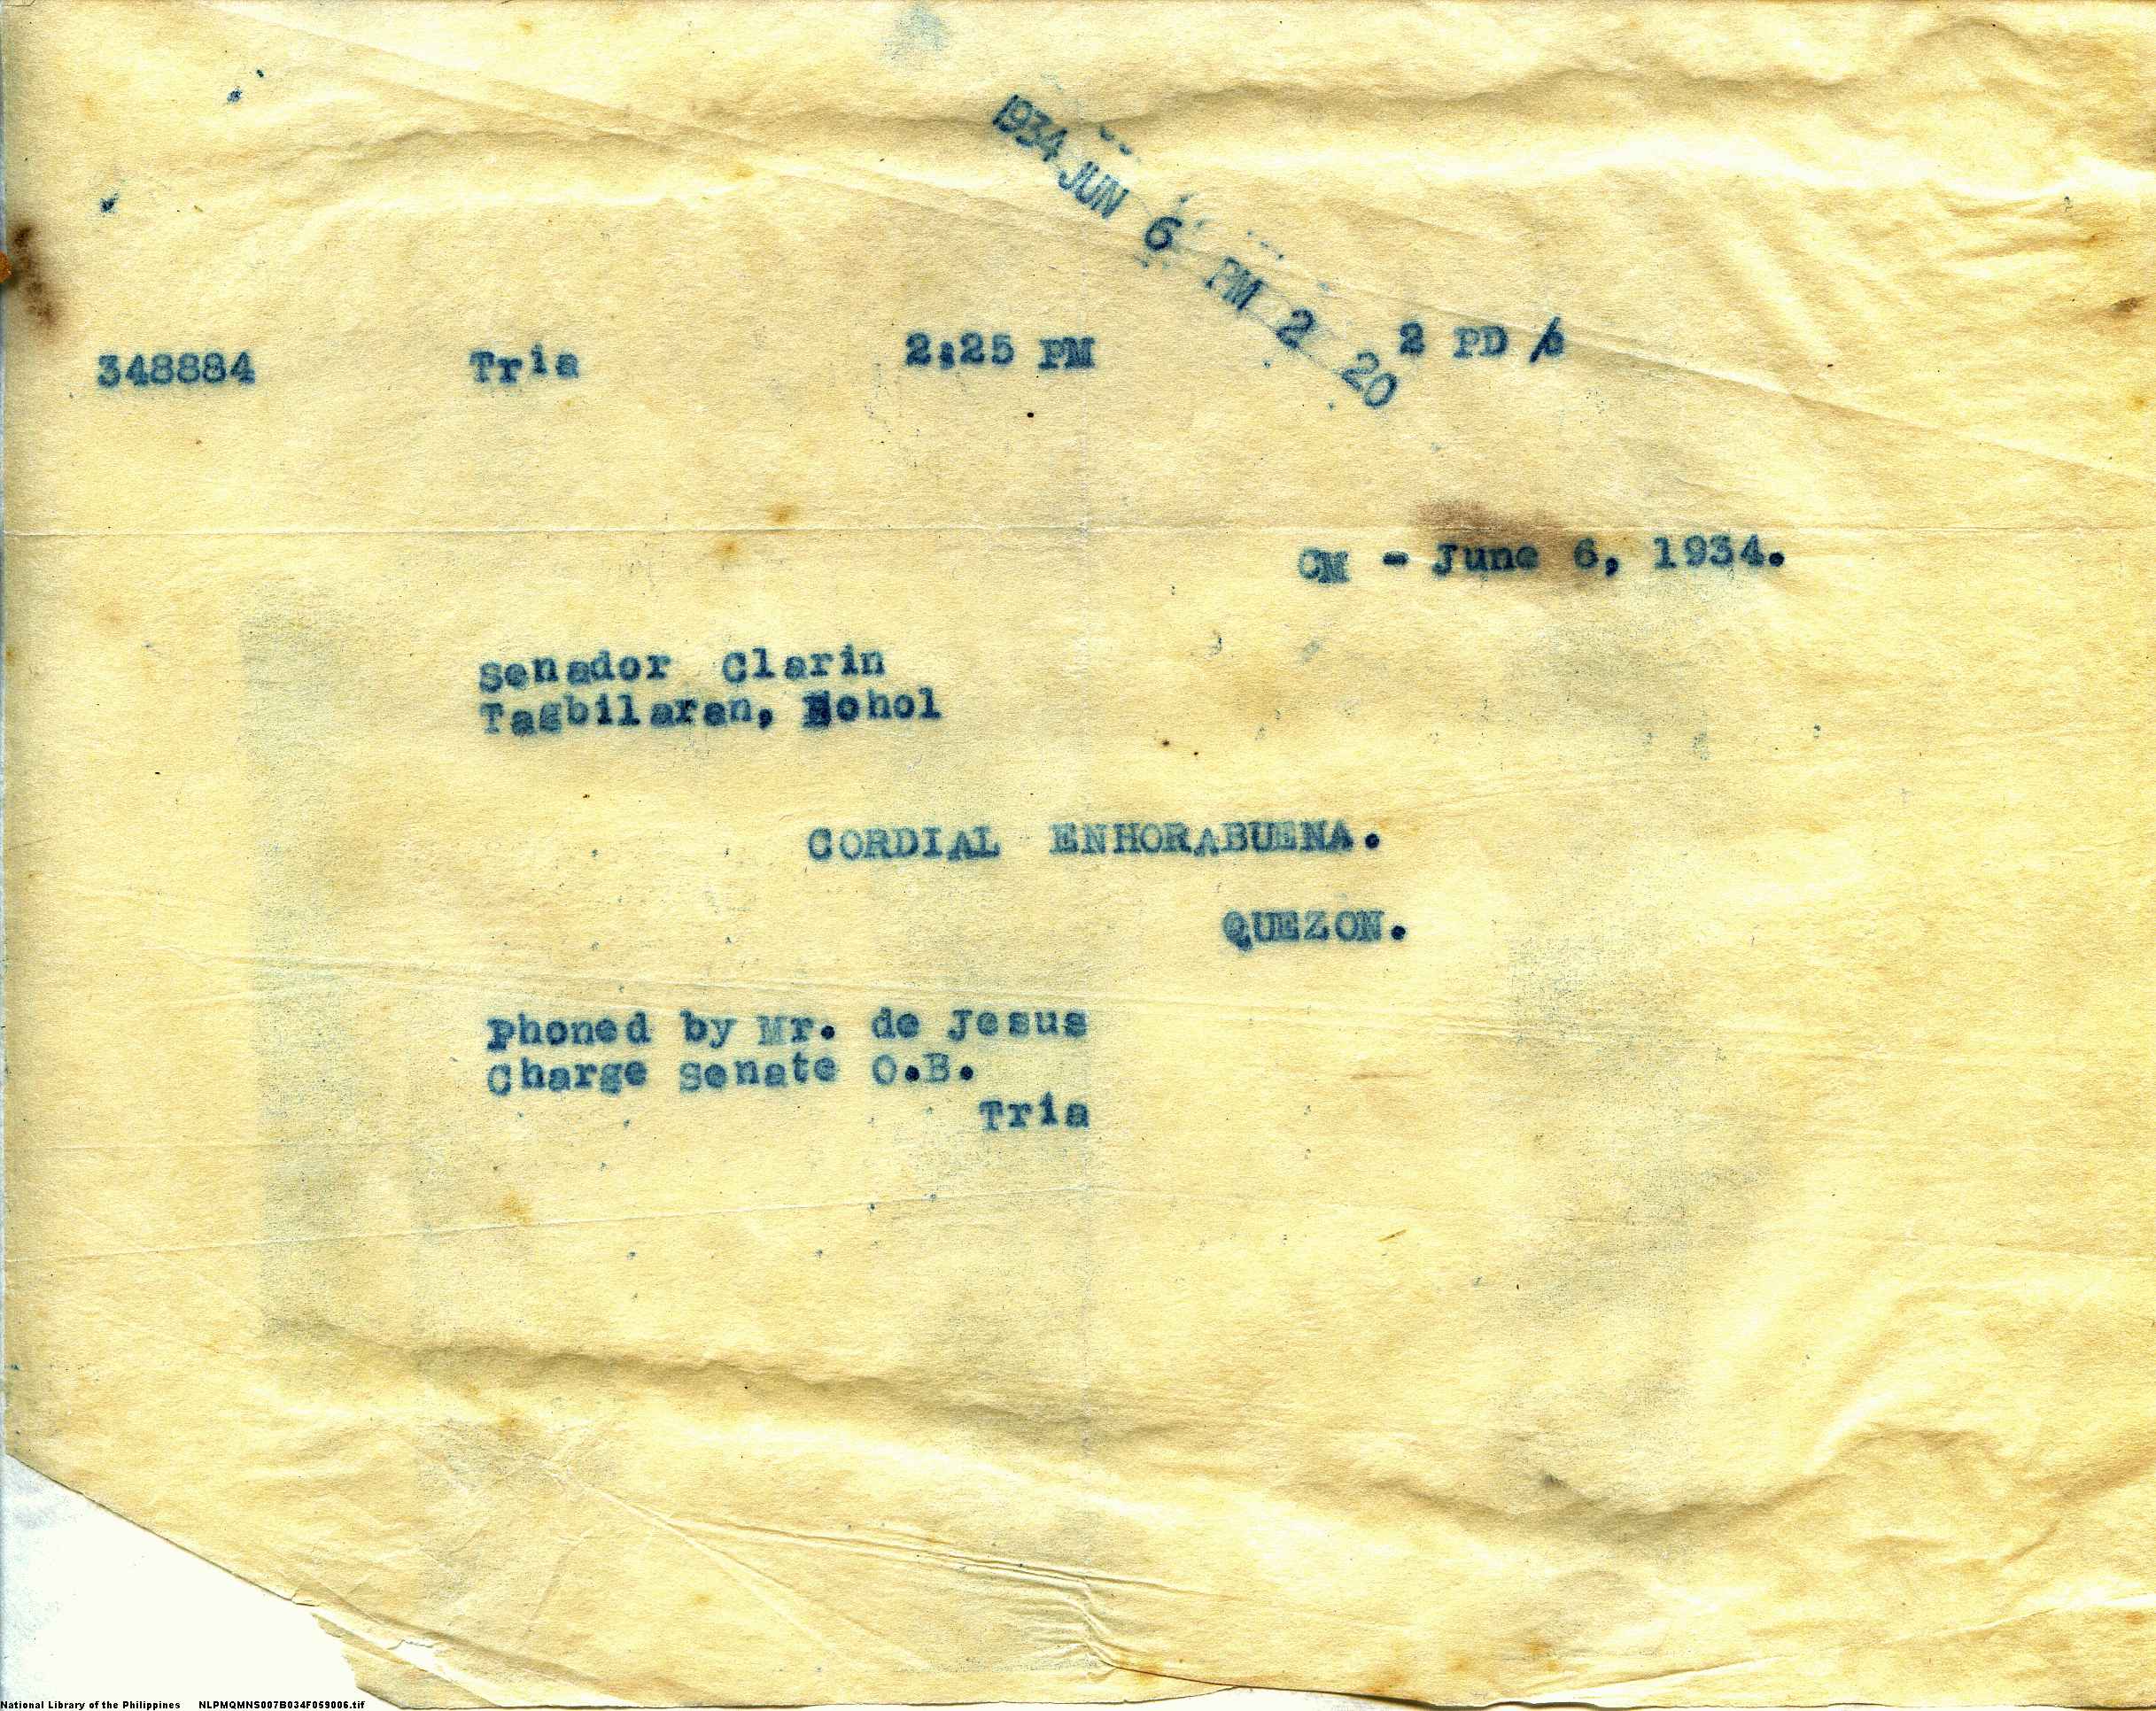 1934 JUN 6 PM 2 20
348884 Tria 2:25 PM 2 PD /6
CM - June 6, 1934.
Senador Clarin
Tagbilaran, Bohol
CORDIAL ENHORABUENA.
QUEZON.
Phoned by Mr. de Jesus
Charge Senate O.B.
Tria
National Library of the Philippines NLPMQMNS007B034F059006.tif